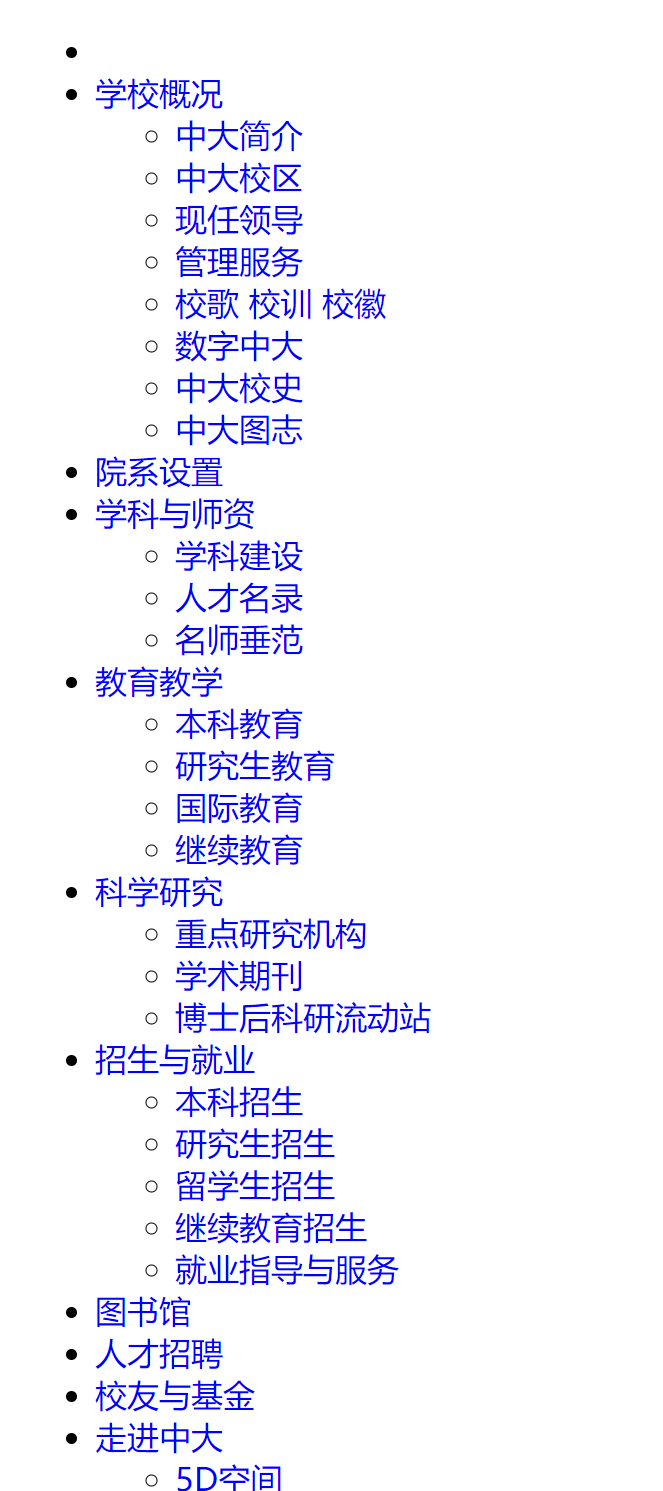 学校概况
中大简介
中大校区
现任领导
管理服务
校歌 校训 校徽
数字中大
中大校史
中大图志
院系设置
学科与师资
学科建设
人才名录
名师垂范
教育教学
本科教育
研究生教育
国际教育
继续教育
科学研究
重点研究机构
学术期刊
博士后科研流动站
招生与就业
本科招生
研究生招生
留学生招生
继续教育招生
就业指导与服务
图书馆
人才招聘
校友与基金
走进中大
5D空间